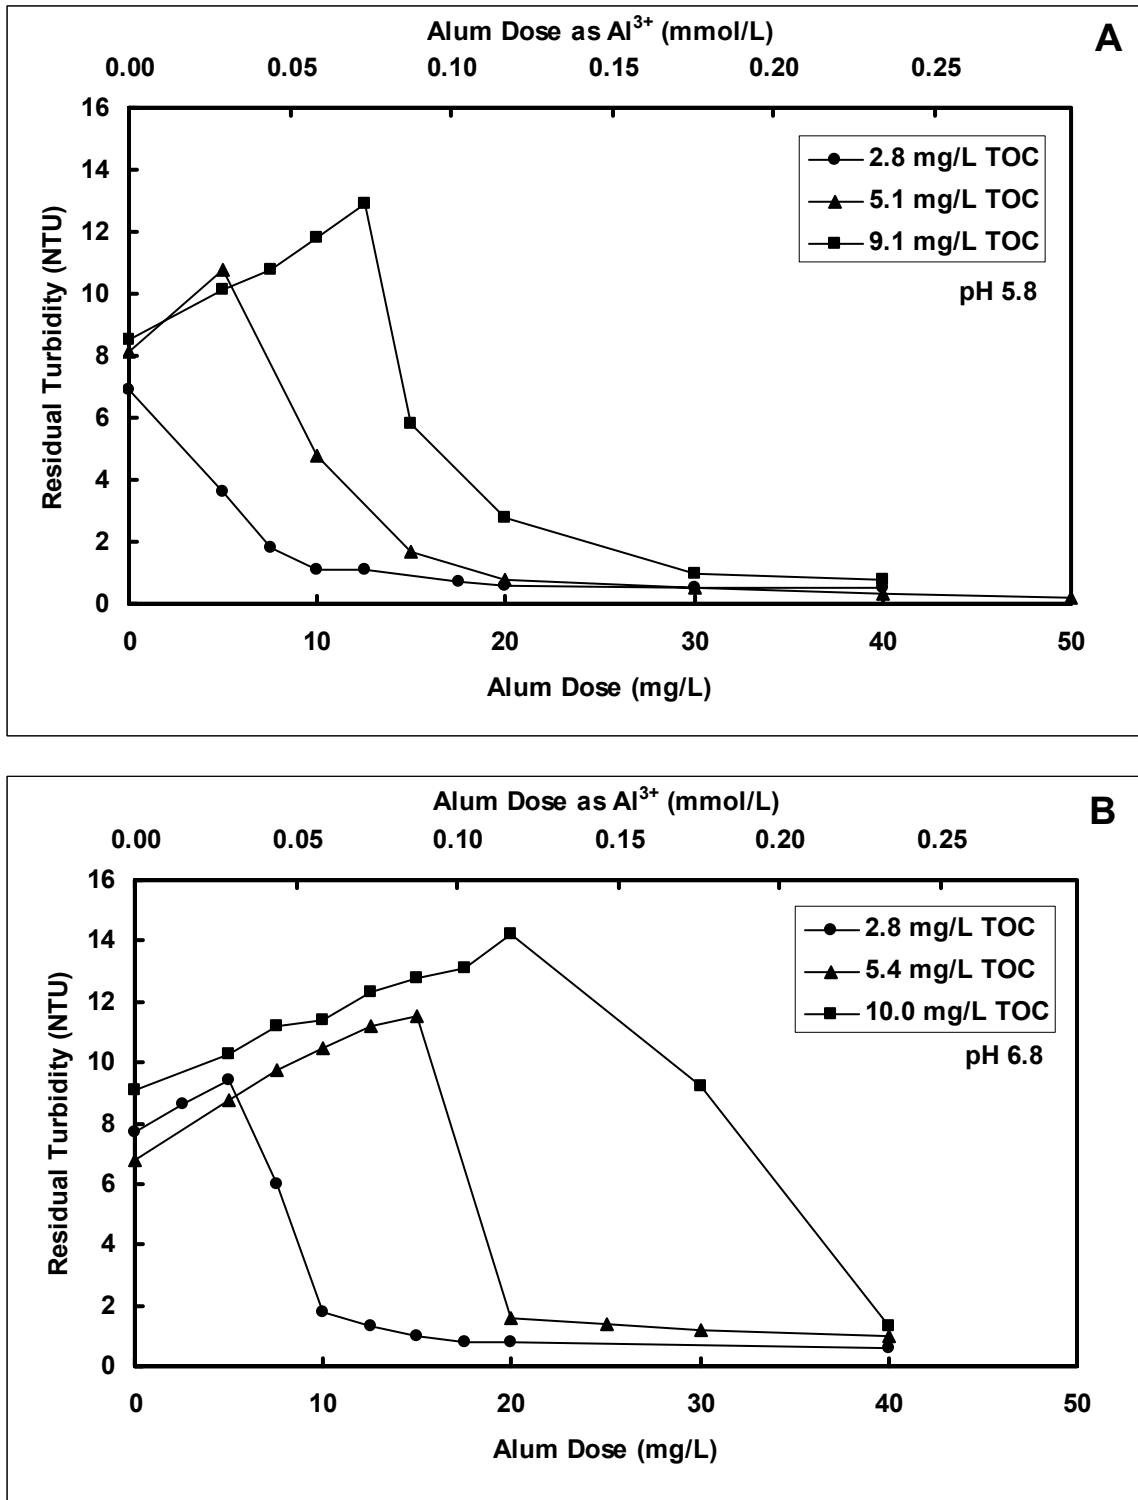 Alum Dose as Al³⁺ (mmol/L)
A
0.00 0.05 0.10 0.15 0.20 0.25
16
14
12
10
8
6
4
2
0
Residual Turbidity (NTU)
2.8 mg/L TOC
5.1 mg/L TOC
9.1 mg/L TOC
pH 5.8
0 10 20 30 40 50
Alum Dose (mg/L)
Alum Dose as Al³⁺ (mmol/L)
B
0.00 0.05 0.10 0.15 0.20 0.25
16
14
12
10
8
6
4
2
0
Residual Turbidity (NTU)
2.8 mg/L TOC
5.4 mg/L TOC
10.0 mg/L TOC
pH 6.8
0 10 20 30 40 50
Alum Dose (mg/L)